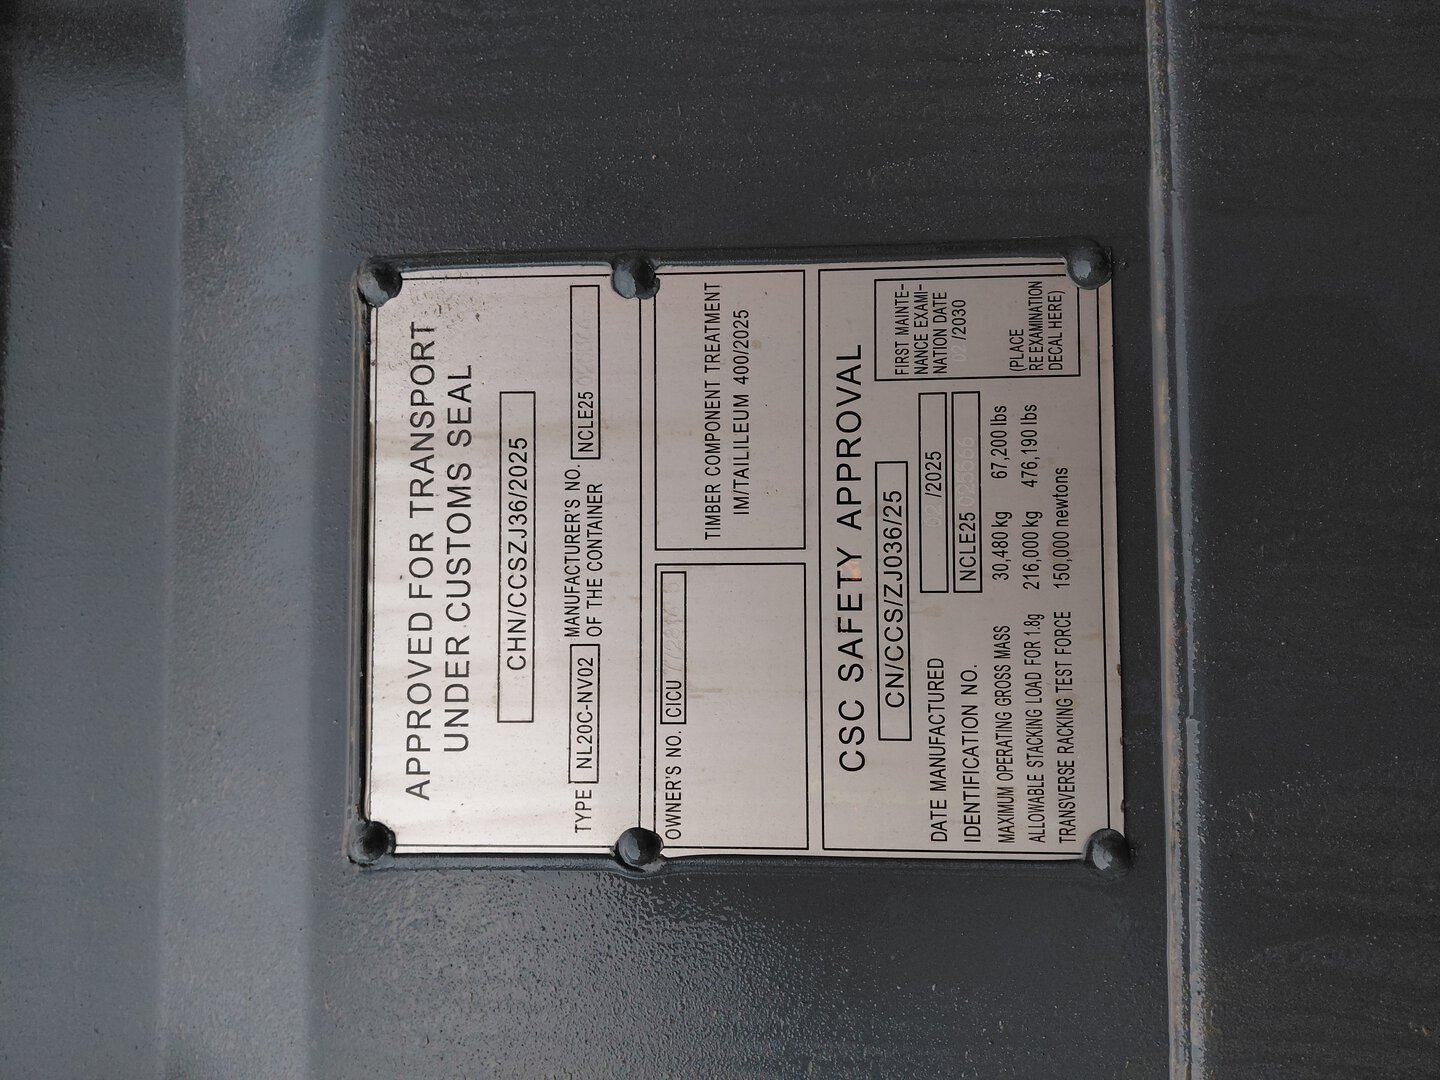 APPROVED FOR TRANSPORT
UNDER CUSTOMS SEAL
CHN/CCSZJ36/2025
TYPE NL20C-NV02 MANUFACTURER'S NO.
OF THE CONTAINER NCLE25
OWNER'S NO. CICU
TIMBER COMPONENT TREATMENT
IM/TAILILEUM 400/2025
CSC SAFETY APPROVAL
CN/CCS/ZJ036/25
DATE MANUFACTURED 02/2025
IDENTIFICATION NO. NCLE25
MAXIMUM OPERATING GROSS MASS 30,480 kg 67,200 lbs
ALLOWABLE STACKING LOAD FOR 1.8g 216,000 kg 476,190 lbs
TRANSVERSE RACKING TEST FORCE 150,000 newtons
FIRST MAINTE-
NANCE EXAMI-
NATION DATE
02/2030
(PLACE
RE EXAMINATION
DECAL HERE)